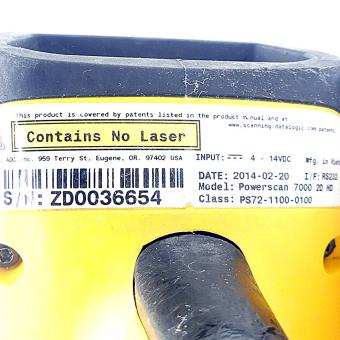 This product is covered by patents listed in the product manual and at
www.scanning.datalogic.com patents
Contains No Laser
ADC Inc. 959 Terry St. Eugene, OR. 97402 USA
INPUT: 4 - 14VDC Mfg. in
DATE: 2014-02-20 I/F: RS232
Model: Powerscan 7000 2D HD
Class: PS72-1100-0100
S/N: ZD0036654